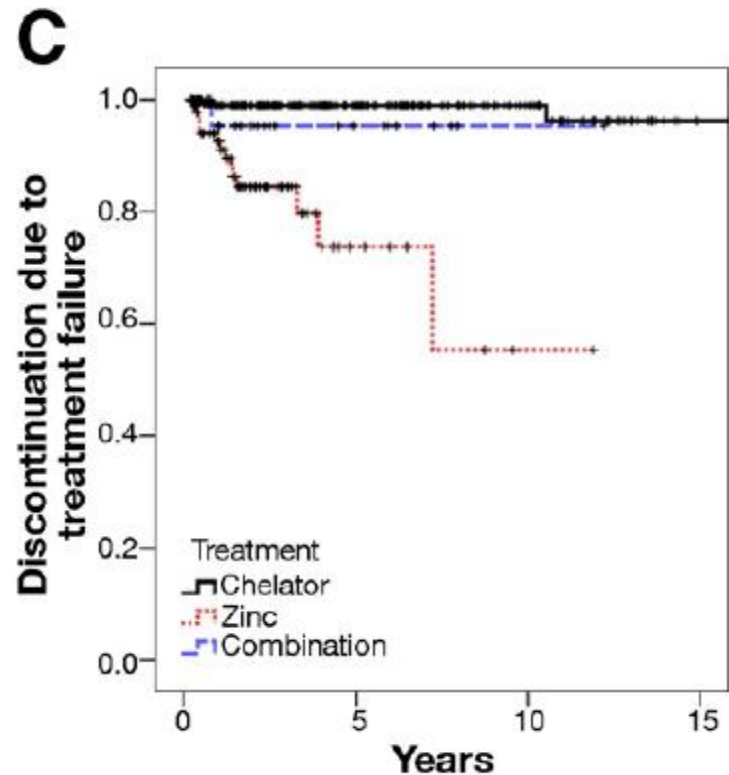 C
Discontinuation due to
treatment failure
1.0
0.8
0.6
0.4
0.2
0.0
Treatment
Chelator
Zinc
Combination
0 5 10 15
Years